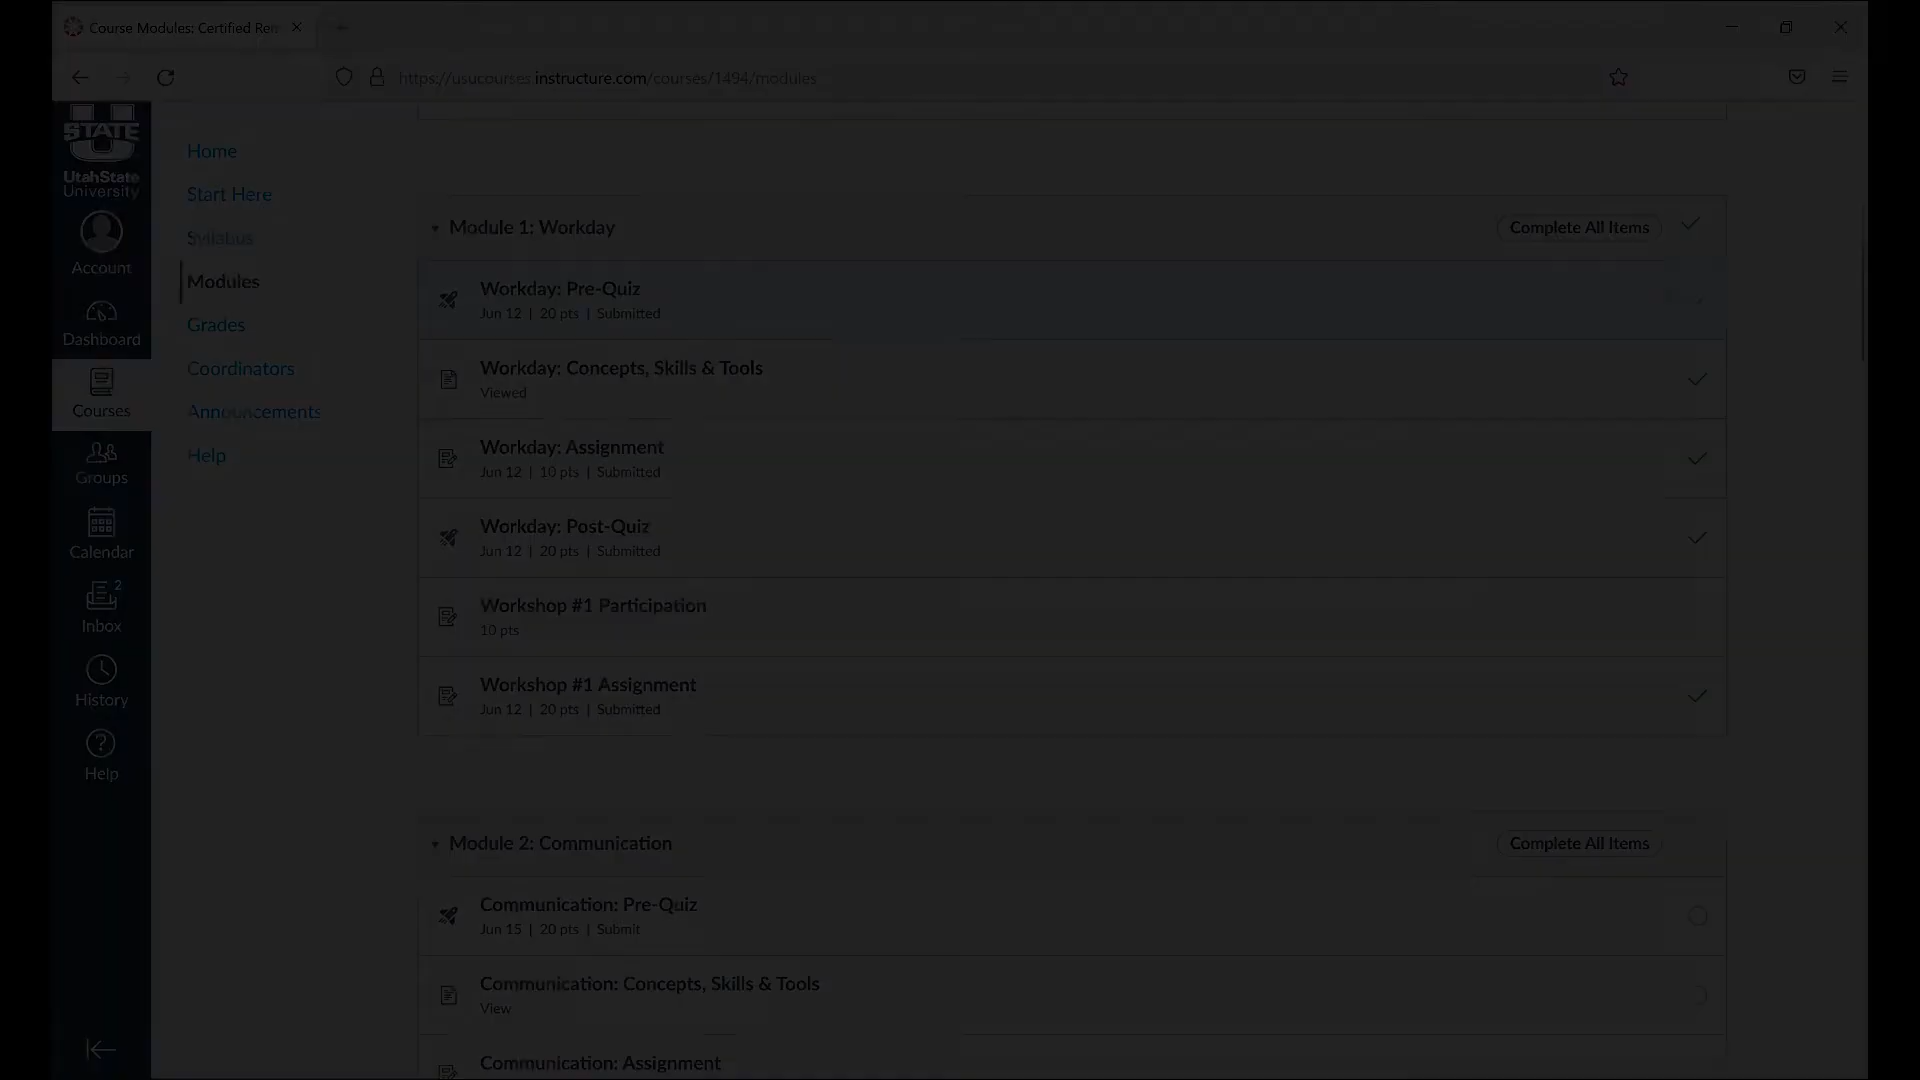 Course Modules: Certified Rem
https://usucourses.instructure.com/courses/1494/modules
STATE
UtahState
University
Account
Dashboard
Courses
Groups
Calendar
2
Inbox
History
Help
Home
Start Here
Syllabus
Modules
Grades
Coordinators
Announcements
Help
Module 1: Workday
Complete All Items
Workday: Pre-Quiz
Jun 12 | 20 pts | Submitted
Workday: Concepts, Skills & Tools
Viewed
Workday: Assignment
Jun 12 | 10 pts | Submitted
Workday: Post-Quiz
Jun 12 | 20 pts | Submitted
Workshop #1 Participation
10 pts
Workshop #1 Assignment
Jun 12 | 20 pts | Submitted
Module 2: Communication
Complete All Items
Communication: Pre-Quiz
Jun 15 | 20 pts | Submit
Communication: Concepts, Skills & Tools
View
Communication: Assignment